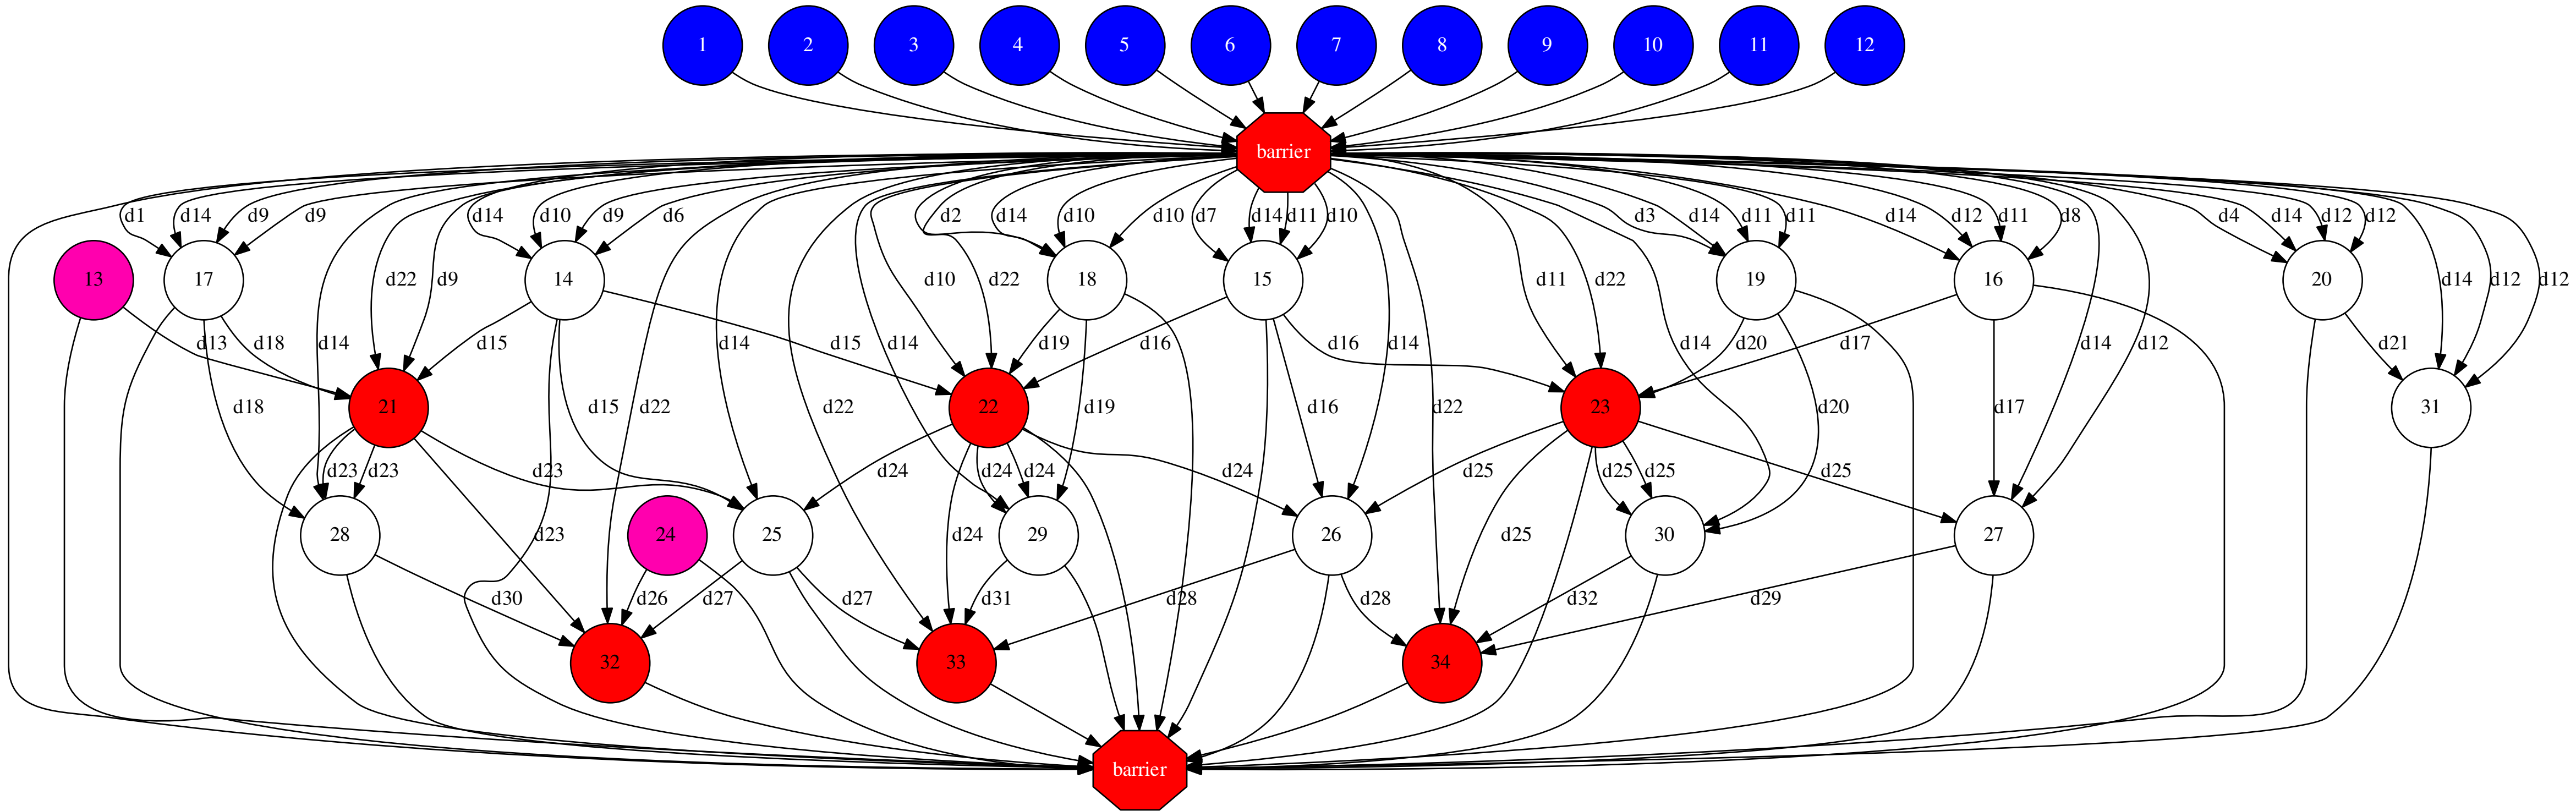 1 2 3 4 5 6 7 8 9 10 11 12
barrier
d1 d14 d9 d9 d14 d10 d9 d6 d2 d14 d10 d10 d7 d14 d11 d10 d3 d14 d11 d11 d14 d12 d11 d8 d4 d14 d12 d12
13 17 d22 d9 14 d10 d22 18 15 d11 d22 19 16 20 d14 d12 d12
d13 d18 d14 d15 d14 d15 d14 d19 d16 d16 d14 d14 d20 d17 d14 d12 d21
d18 21 d15 d22 d22 22 d19 d16 d22 23 d20 d17 31
d23 d23 d23 d24 d24 d24 d24 d25 d25 d25 d25
28 d23 24 25 d24 29 26 d25 30 27
d30 d26 d27 d27 d31 d28 d28 d32 d29
32 33 34
barrier